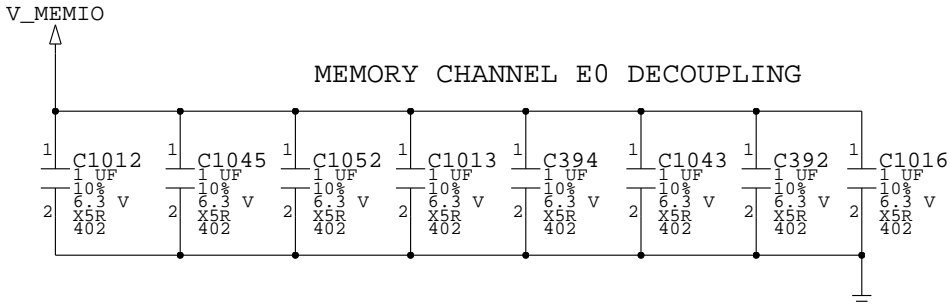 V_MEMIO
MEMORY CHANNEL E0 DECOUPLING
1 C1012
1 UF
10%
6.3 V
2 X5R
402
1 C1045
1 UF
10%
6.3 V
2 X5R
402
1 C1052
1 UF
10%
6.3 V
2 X5R
402
1 C1013
1 UF
10%
6.3 V
2 X5R
402
1 C394
1 UF
10%
6.3 V
2 X5R
402
1 C1043
1 UF
10%
6.3 V
2 X5R
402
1 C392
1 UF
10%
6.3 V
2 X5R
402
1 C1016
1 UF
10%
6.3 V
2 X5R
402